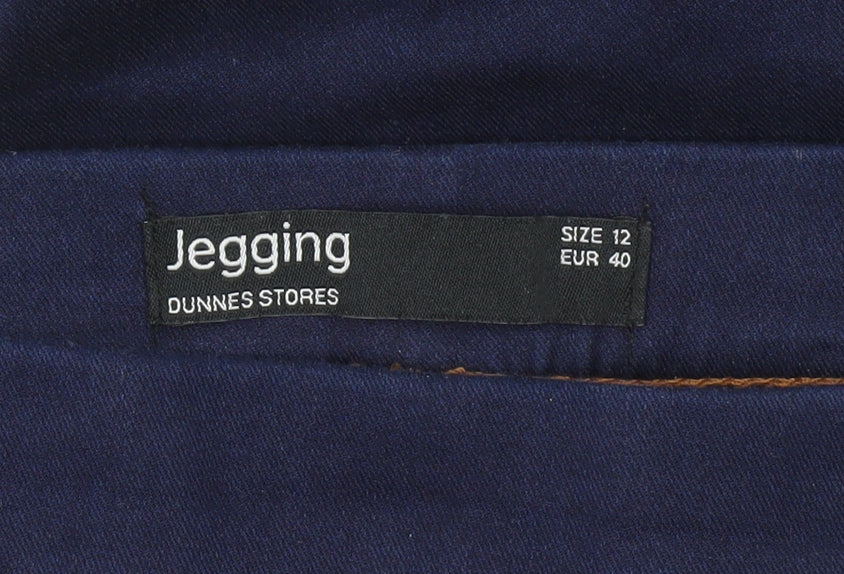 Jegging
DUNNES STORES
SIZE 12
EUR 40